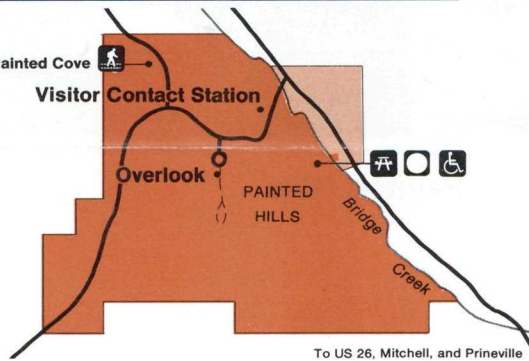 ainted Cove
Visitor Contact Station
Overlook
PAINTED
HILLS
Bridge
Creek
To US 26, Mitchell, and Prineville